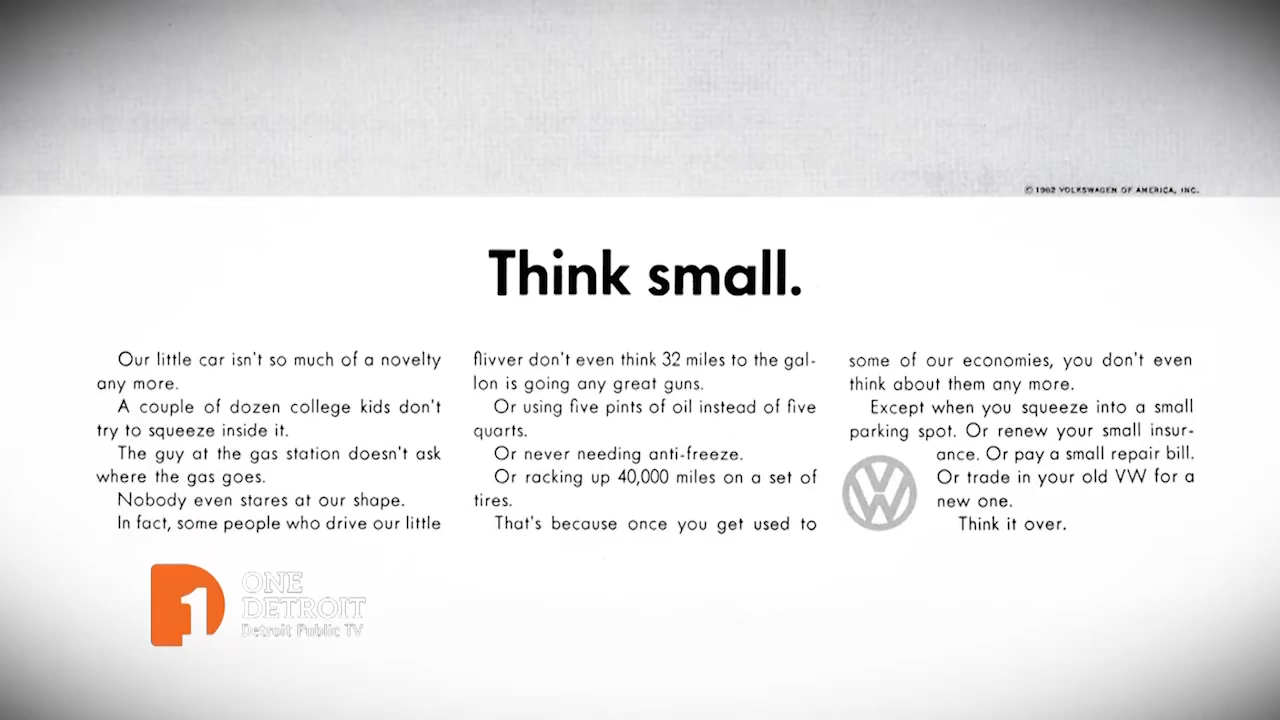 © 1962 VOLKSWAGEN OF AMERICA, INC.
Think small.
Our little car isn't so much of a novelty
any more.
A couple of dozen college kids don't
try to squeeze inside it.
The guy at the gas station doesn't ask
where the gas goes.
Nobody even stares at our shape.
In fact, some people who drive our little
flivver don't even think 32 miles to the gal-
lon is going any great guns.
Or using five pints of oil instead of five
quarts.
Or never needing anti-freeze.
Or racking up 40,000 miles on a set of
tires.
That's because once you get used to
some of our economies, you don't even
think about them any more.
Except when you squeeze into a small
parking spot. Or renew your small insur-
ance. Or pay a small repair bill.
Or trade in your old VW for a
new one.
Think it over.
1
ONE
DETROIT
Detroit Public TV